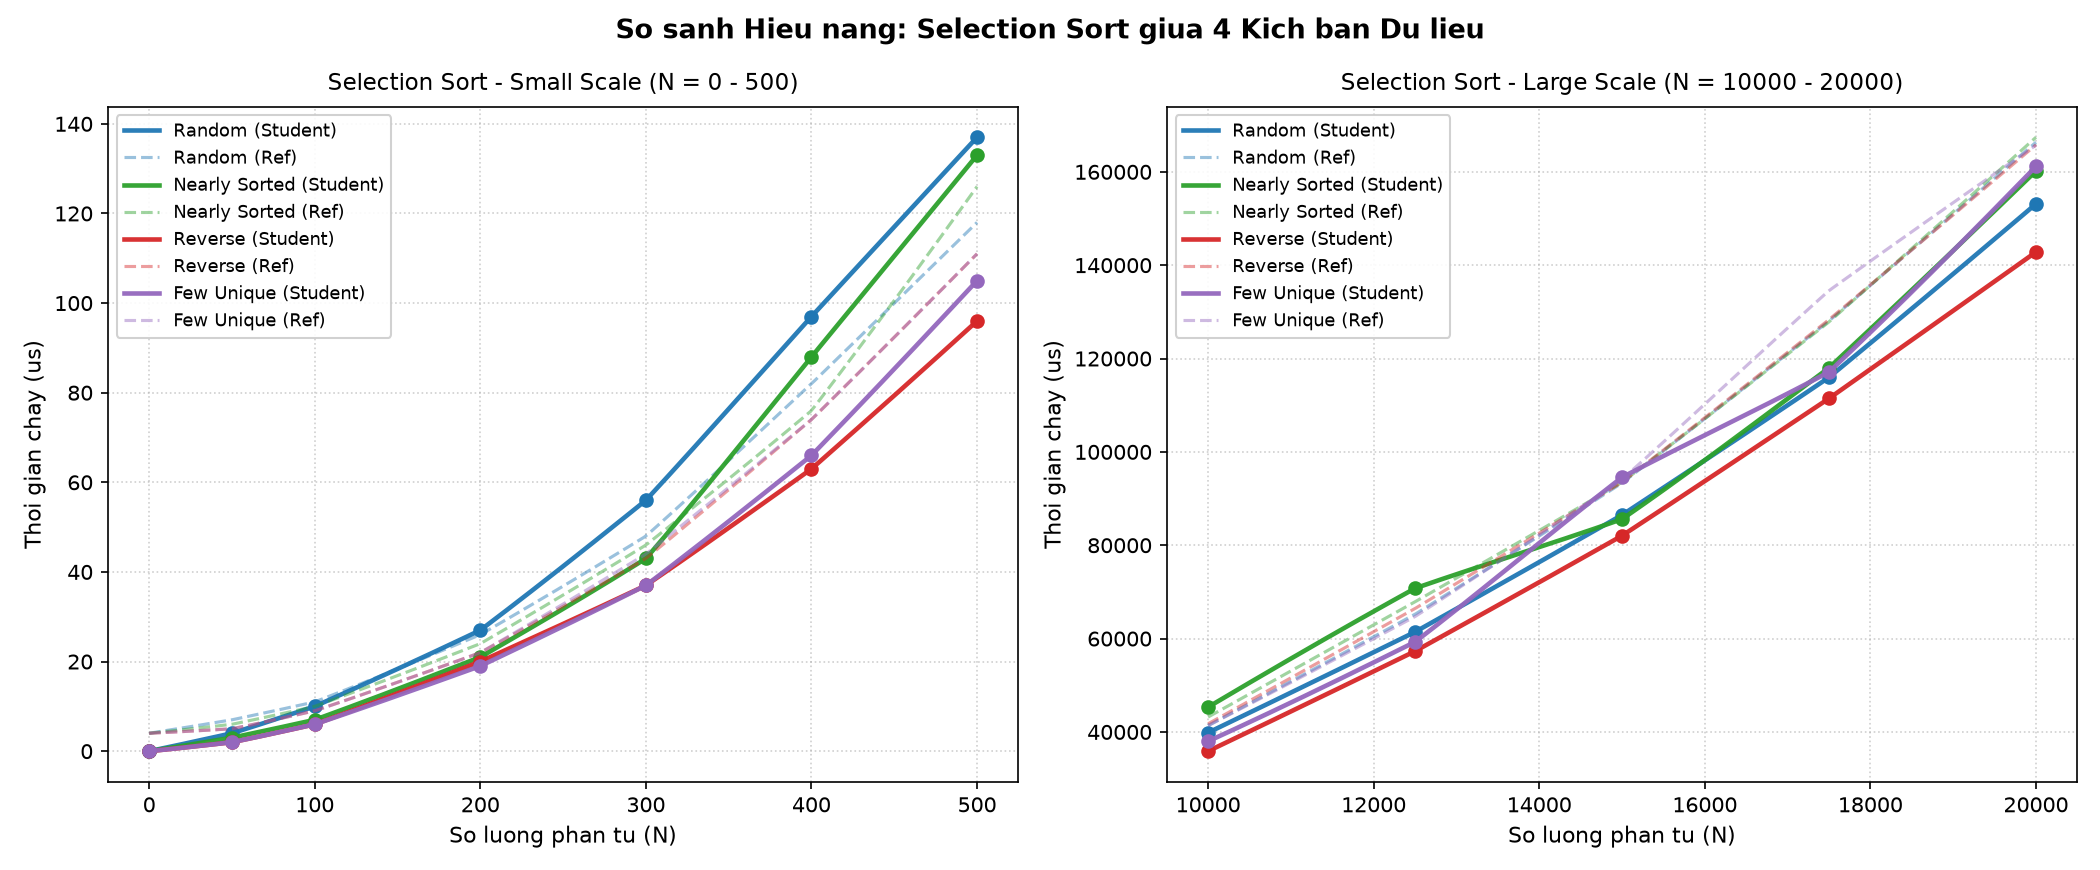 So sanh Hieu nang: Selection Sort giua 4 Kich ban Du lieu
Selection Sort - Small Scale (N = 0 - 500)
Random (Student)
Random (Ref)
Nearly Sorted (Student)
Nearly Sorted (Ref)
Reverse (Student)
Reverse (Ref)
Few Unique (Student)
Few Unique (Ref)
Thoi gian chay (us)
140
120
100
80
60
40
20
0
0 100 200 300 400 500
So luong phan tu (N)
Selection Sort - Large Scale (N = 10000 - 20000)
Random (Student)
Random (Ref)
Nearly Sorted (Student)
Nearly Sorted (Ref)
Reverse (Student)
Reverse (Ref)
Few Unique (Student)
Few Unique (Ref)
Thoi gian chay (us)
160000
140000
120000
100000
80000
60000
40000
10000 12000 14000 16000 18000 20000
So luong phan tu (N)